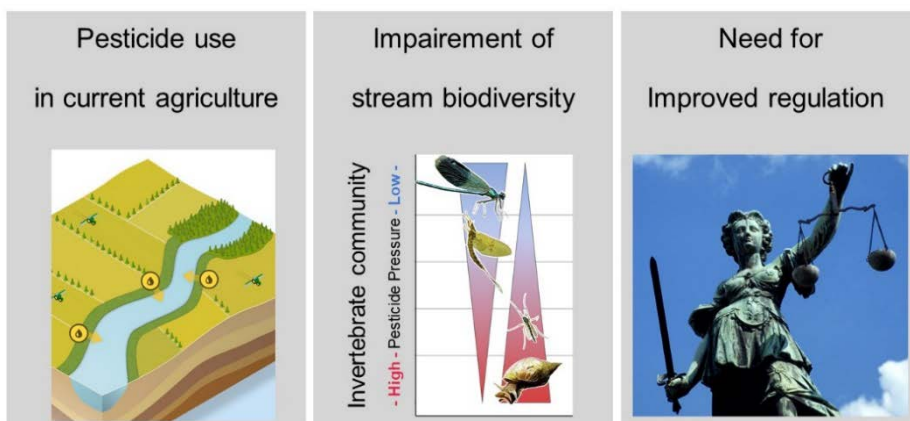 Pesticide use
in current agriculture
Impairement of
stream biodiversity
Invertebrate community
- High - Pesticide Pressure - Low -
Need for
Improved regulation